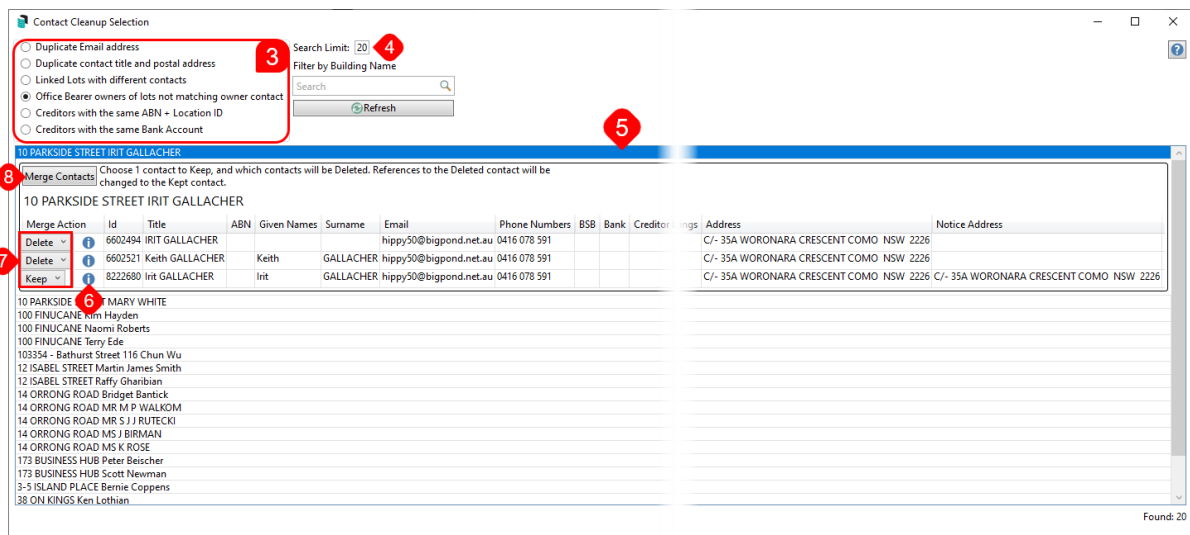 Contact Cleanup Selection
Duplicate Email address
Duplicate contact title and postal address
Linked Lots with different contacts
Office Bearer owners of lots not matching owner contact
Creditors with the same ABN + Location ID
Creditors with the same Bank Account
3
Search Limit: 20
4
Filter by Building Name
Search
Refresh
5
10 PARKSIDE STREET IRIT GALLACHER
8
Merge Contacts
Choose 1 contact to Keep, and which contacts will be Deleted. References to the Deleted contact will be
changed to the Kept contact.
10 PARKSIDE STREET IRIT GALLACHER
Merge Action Id Title ABN Given Names Surname Email Phone Numbers BSB Bank Creditor ngs Address Notice Address
Delete 6602494 IRIT GALLACHER hippy50@bigpond.net.au 0416 078 591 C/- 35A WORONARA CRESCENT COMO NSW 2226
7
Delete 6602521 Keith GALLACHER Keith GALLACHER hippy50@bigpond.net.au 0416 078 591 C/- 35A WORONARA CRESCENT COMO NSW 2226
Keep 8222680 Irit GALLACHER Irit GALLACHER hippy50@bigpond.net.au 0416 078 591 C/- 35A WORONARA CRESCENT COMO NSW 2226 C/- 35A WORONARA CRESCENT COMO NSW 2226
6
10 PARKSIDE S T MARY WHITE
100 FINUCANE Kim Hayden
100 FINUCANE Naomi Roberts
100 FINUCANE Terry Ede
103354 - Bathurst Street 116 Chun Wu
12 ISABEL STREET Martin James Smith
12 ISABEL STREET Raffy Gharibian
14 ORRONG ROAD Bridget Bantick
14 ORRONG ROAD MR M P WALKOM
14 ORRONG ROAD MR S J J RUTECKI
14 ORRONG ROAD MS J BIRMAN
14 ORRONG ROAD MS K ROSE
173 BUSINESS HUB Peter Beischer
173 BUSINESS HUB Scott Newman
3-5 ISLAND PLACE Bernie Coppens
38 ON KINGS Ken Lothian
Found: 20